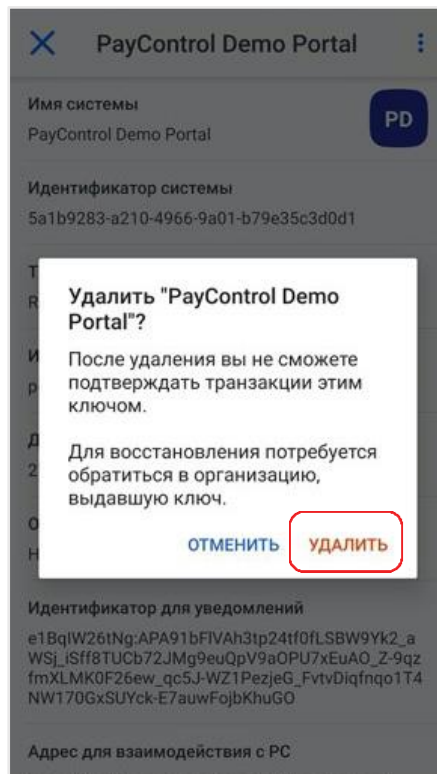 PayControl Demo Portal
Имя системы
PD
PayControl Demo Portal
Идентификатор системы
5a1b9283-a210-4966-9a01-b79e35c3d0d1
Удалить "PayControl Demo
Portal"?
После удаления вы не сможете
подтверждать транзакции этим
ключом.
Для восстановления потребуется
обратиться в организацию,
выдавшую ключ.
ОТМЕНИТЬ УДАЛИТЬ
Идентификатор для уведомлений
e1BqIW26tNg:APA91bFlVAh3tp24tf0fLSBW9Yk2_a
WSj_iSff8TUCb72JMg9euQpV9aOPU7xEuAO_Z-9qz
fmXLMK0F26ew_qc5J-WZ1PezjeG_FvtvDiqfnqo1T4
NW170GxSUYck-E7auwFojbKhuGO
Адрес для взаимодействия с PC